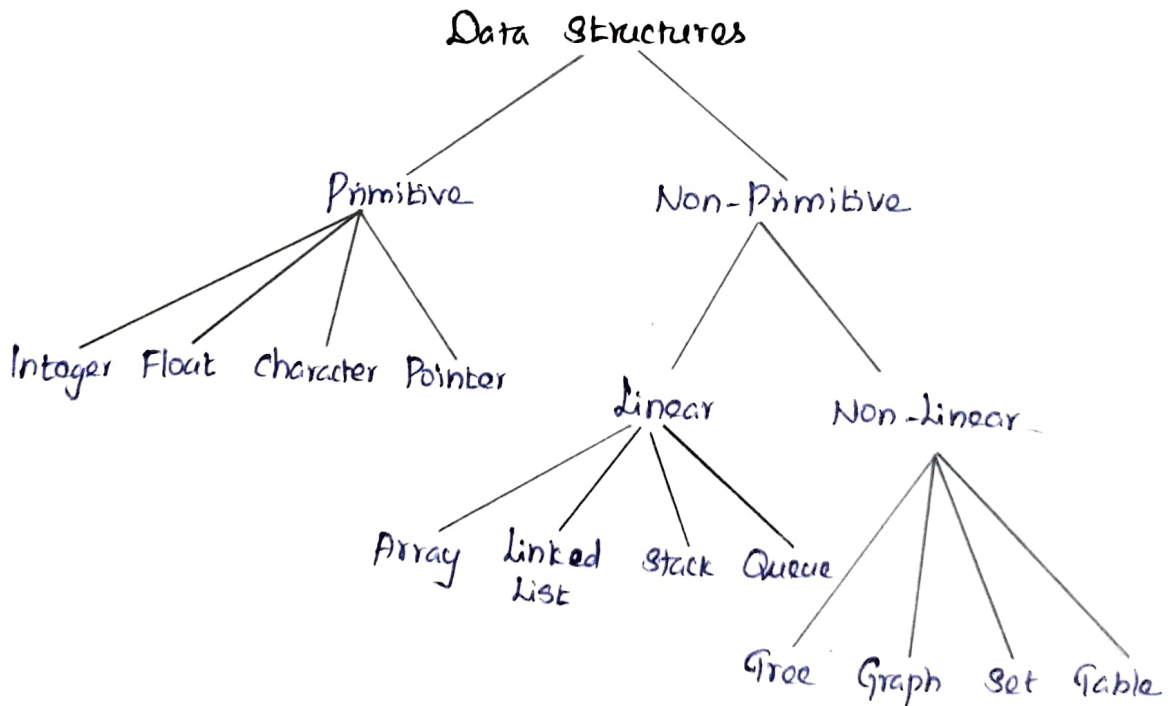 Data Structures
Primitive Non-Primitive
Integer Float Character Pointer
Linear Non-Linear
Array Linked Stack Queue
List
Tree Graph Set Table